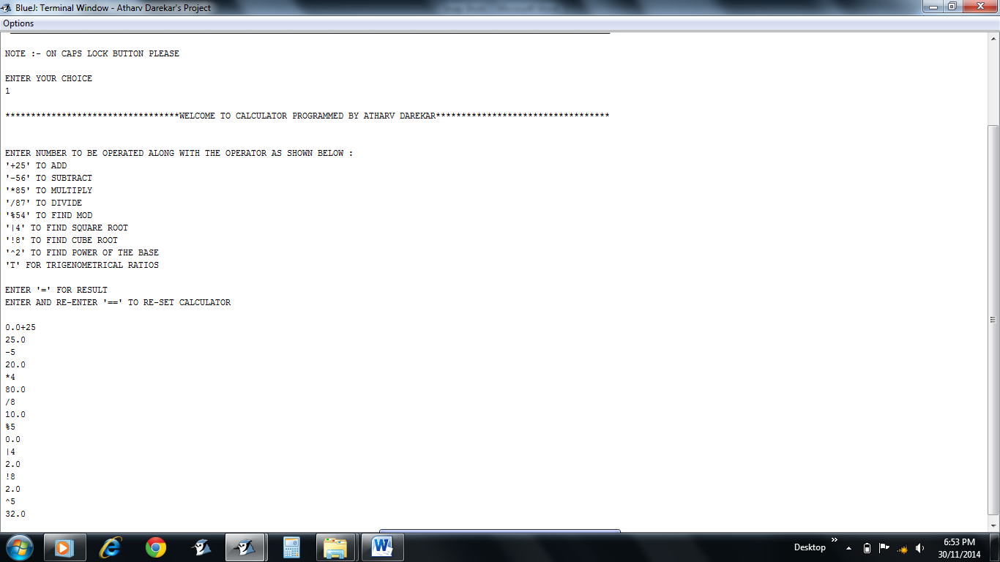 BlueJ: Terminal Window - Atharv Darekar's Project
Options
NOTE :- ON CAPS LOCK BUTTON PLEASE
ENTER YOUR CHOICE
1
**********************************WELCOME TO CALCULATOR PROGRAMMED BY ATHARV DAREKAR**********************************
ENTER NUMBER TO BE OPERATED ALONG WITH THE OPERATOR AS SHOWN BELOW :
'+25' TO ADD
'-56' TO SUBTRACT
'*85' TO MULTIPLY
'/87' TO DIVIDE
'%54' TO FIND MOD
'|4' TO FIND SQUARE ROOT
'!8' TO FIND CUBE ROOT
'^2' TO FIND POWER OF THE BASE
'T' FOR TRIGENOMETRICAL RATIOS
ENTER '=' FOR RESULT
ENTER AND RE-ENTER '==' TO RE-SET CALCULATOR
0.0+25
25.0
-5
20.0
*4
80.0
/8
10.0
%5
0.0
|4
2.0
!8
2.0
^5
32.0
Desktop
6:53 PM
30/11/2014